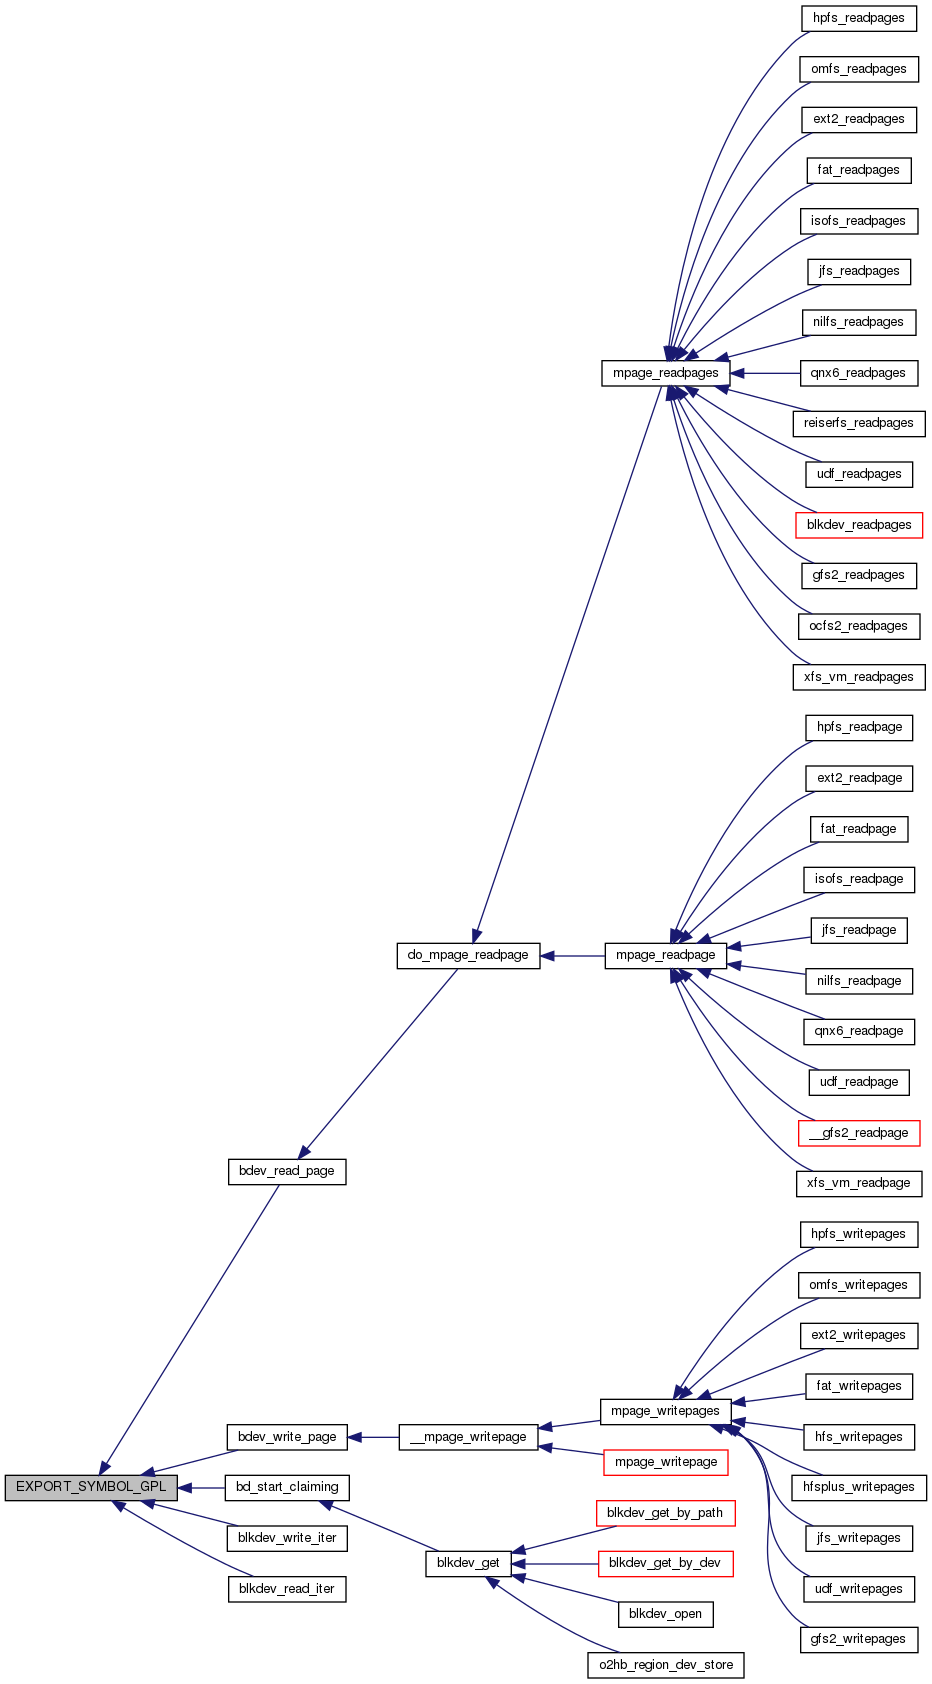 hpfs_readpages
omfs_readpages
ext2_readpages
fat_readpages
isofs_readpages
jfs_readpages
nilfs_readpages
mpage_readpages
qnx6_readpages
reiserfs_readpages
udf_readpages
blkdev_readpages
gfs2_readpages
ocfs2_readpages
xfs_vm_readpages
hpfs_readpage
ext2_readpage
fat_readpage
isofs_readpage
jfs_readpage
do_mpage_readpage
mpage_readpage
nilfs_readpage
qnx6_readpage
udf_readpage
__gfs2_readpage
bdev_read_page
xfs_vm_readpage
hpfs_writepages
omfs_writepages
ext2_writepages
fat_writepages
mpage_writepages
bdev_write_page
__mpage_writepage
hfs_writepages
mpage_writepage
EXPORT_SYMBOL_GPL
bd_start_claiming
hfsplus_writepages
blkdev_get_by_path
blkdev_write_iter
jfs_writepages
blkdev_get
blkdev_get_by_dev
blkdev_read_iter
udf_writepages
blkdev_open
gfs2_writepages
o2hb_region_dev_store